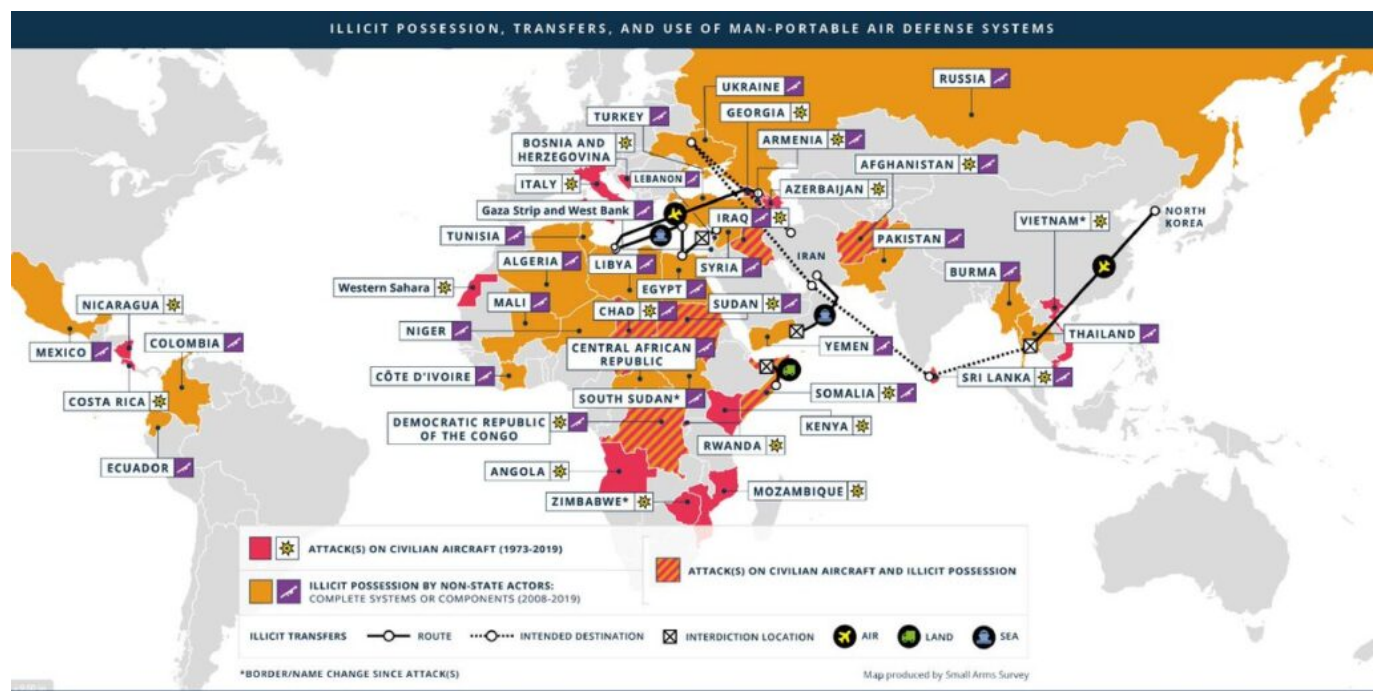 ILLICIT POSSESSION, TRANSFERS, AND USE OF MAN-PORTABLE AIR DEFENSE SYSTEMS
RUSSIA
UKRAINE
GEORGIA
TURKEY
ARMENIA
BOSNIA AND
HERZEGOVINA
AFGHANISTAN
LEBANON
ITALY
AZERBAIJAN
Gaza Strip and West Bank
IRAQ
VIETNAM*
NORTH
KOREA
TUNISIA
PAKISTAN
IRAN
ALGERIA
LIBYA
SYRIA
BURMA
Western Sahara
EGYPT
NICARAGUA
MALI
CHAD
SUDAN
NIGER
THAILAND
COLOMBIA
MEXICO
CENTRAL AFRICAN
REPUBLIC
YEMEN
CÔTE D'IVOIRE
SRI LANKA
COSTA RICA
SOUTH SUDAN*
SOMALIA
DEMOCRATIC REPUBLIC
OF THE CONGO
KENYA
RWANDA
ECUADOR
ANGOLA
MOZAMBIQUE
ZIMBABWE*
ATTACK(S) ON CIVILIAN AIRCRAFT (1973-2019)
ATTACK(S) ON CIVILIAN AIRCRAFT AND ILLICIT POSSESSION
ILLICIT POSSESSION BY NON-STATE ACTORS:
COMPLETE SYSTEMS OR COMPONENTS (2008-2019)
ILLICIT TRANSFERS ROUTE INTENDED DESTINATION INTERDICTION LOCATION AIR LAND SEA
*BORDER/NAME CHANGE SINCE ATTACK(S)
Map produced by Small Arms Survey